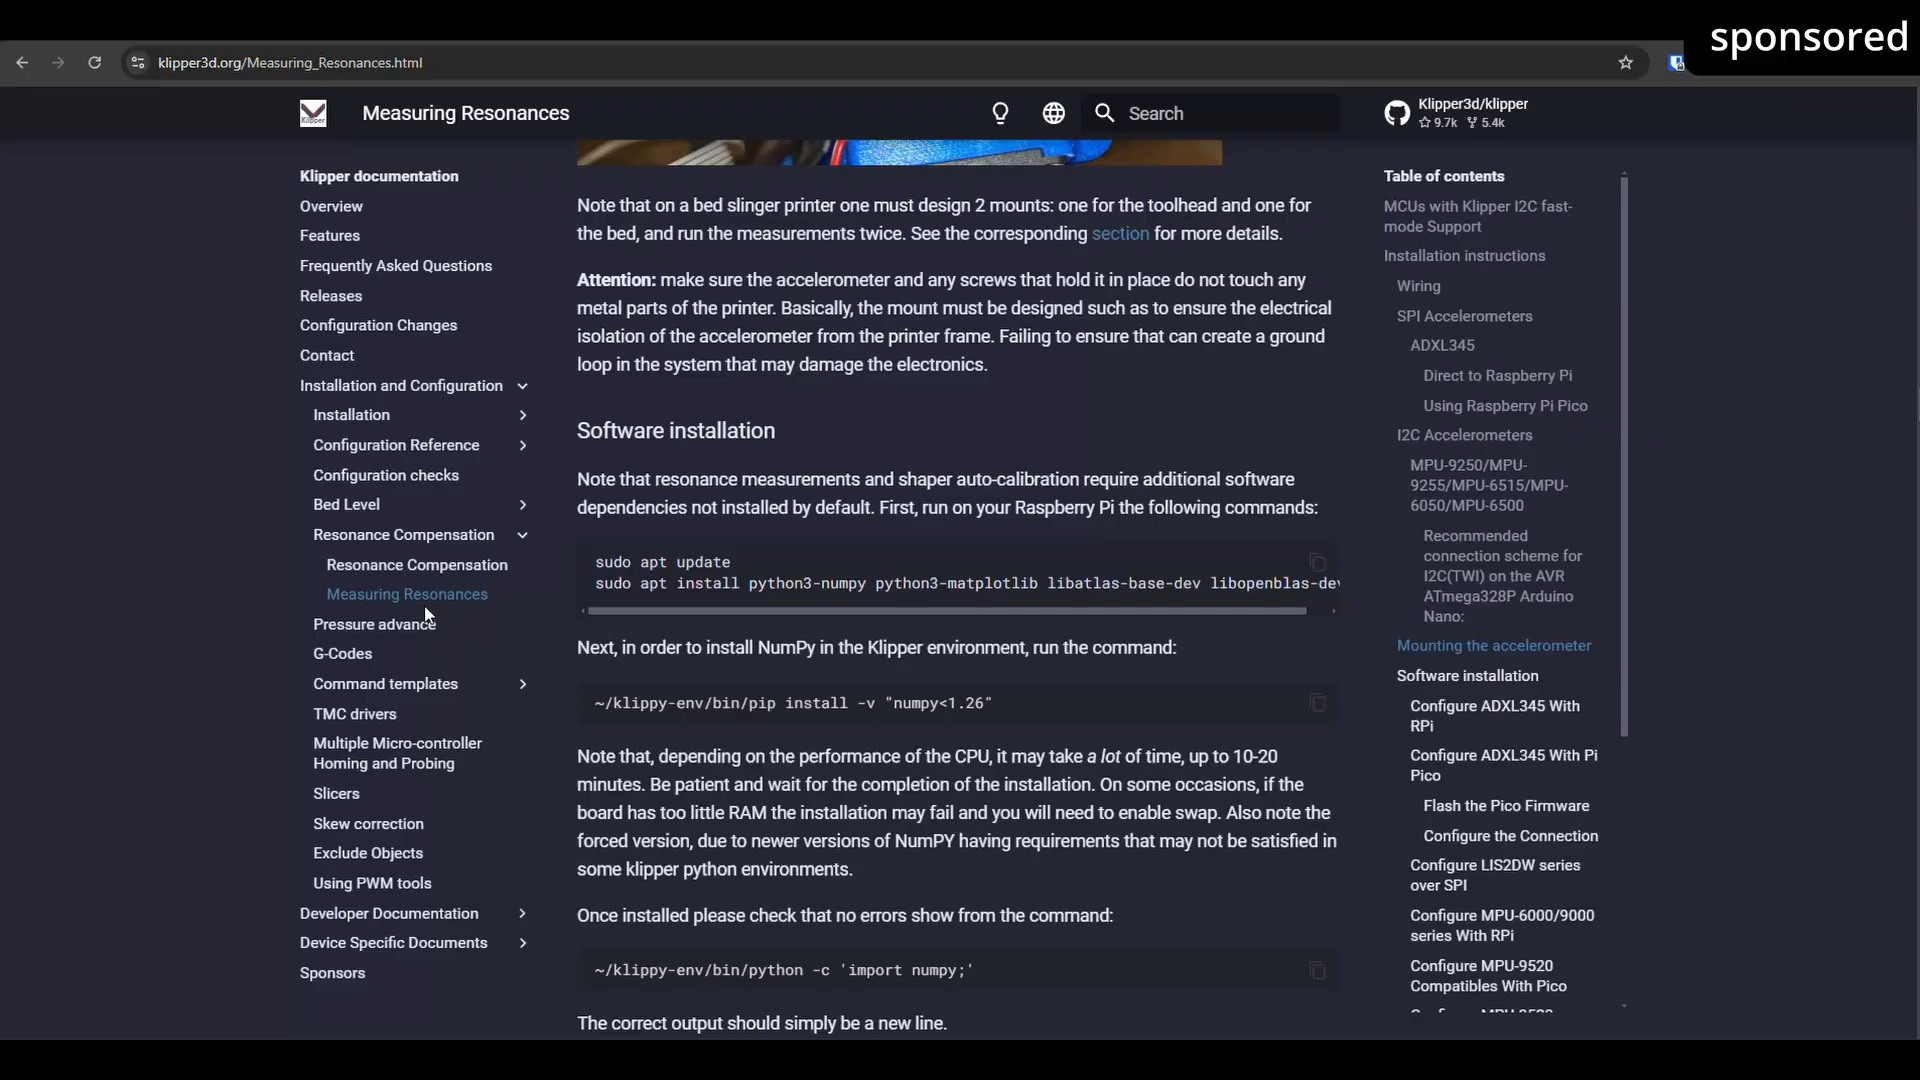 sponsored
klipper3d.org/Measuring_Resonances.html
Klipper
Measuring Resonances
Search
Klipper3d/klipper
9.7k 5.4k
Klipper documentation
Overview
Features
Frequently Asked Questions
Releases
Configuration Changes
Contact
Installation and Configuration
Installation
Configuration Reference
Configuration checks
Bed Level
Resonance Compensation
Resonance Compensation
Measuring Resonances
Pressure advance
G-Codes
Command templates
TMC drivers
Multiple Micro-controller
Homing and Probing
Slicers
Skew correction
Exclude Objects
Using PWM tools
Developer Documentation
Device Specific Documents
Sponsors
Note that on a bed slinger printer one must design 2 mounts: one for the toolhead and one for
the bed, and run the measurements twice. See the corresponding section for more details.
Attention: make sure the accelerometer and any screws that hold it in place do not touch any
metal parts of the printer. Basically, the mount must be designed such as to ensure the electrical
isolation of the accelerometer from the printer frame. Failing to ensure that can create a ground
loop in the system that may damage the electronics.
Software installation
Note that resonance measurements and shaper auto-calibration require additional software
dependencies not installed by default. First, run on your Raspberry Pi the following commands:
sudo apt update
sudo apt install python3-numpy python3-matplotlib libatlas-base-dev libopenblas-dev
Next, in order to install NumPy in the Klipper environment, run the command:
~/klippy-env/bin/pip install -v "numpy<1.26"
Note that, depending on the performance of the CPU, it may take a lot of time, up to 10-20
minutes. Be patient and wait for the completion of the installation. On some occasions, if the
board has too little RAM the installation may fail and you will need to enable swap. Also note the
forced version, due to newer versions of NumPY having requirements that may not be satisfied in
some klipper python environments.
Once installed please check that no errors show from the command:
~/klippy-env/bin/python -c 'import numpy;'
The correct output should simply be a new line.
Table of contents
MCUs with Klipper I2C fast-
mode Support
Installation instructions
Wiring
SPI Accelerometers
ADXL345
Direct to Raspberry Pi
Using Raspberry Pi Pico
I2C Accelerometers
MPU-9250/MPU-
9255/MPU-6515/MPU-
6050/MPU-6500
Recommended
connection scheme for
I2C(TWI) on the AVR
ATmega328P Arduino
Nano:
Mounting the accelerometer
Software installation
Configure ADXL345 With
RPi
Configure ADXL345 With Pi
Pico
Flash the Pico Firmware
Configure the Connection
Configure LIS2DW series
over SPI
Configure MPU-6000/9000
series With RPi
Configure MPU-9520
Compatibles With Pico